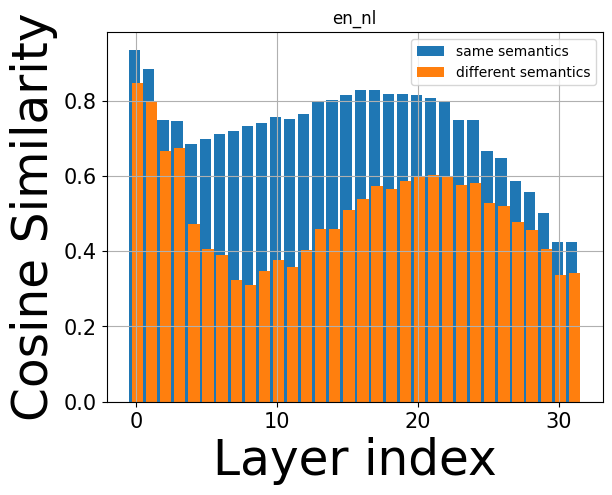 en_nl
same semantics
different semantics
Cosine Similarity
0.8
0.6
0.4
0.2
0.0
0 10 20 30
Layer index